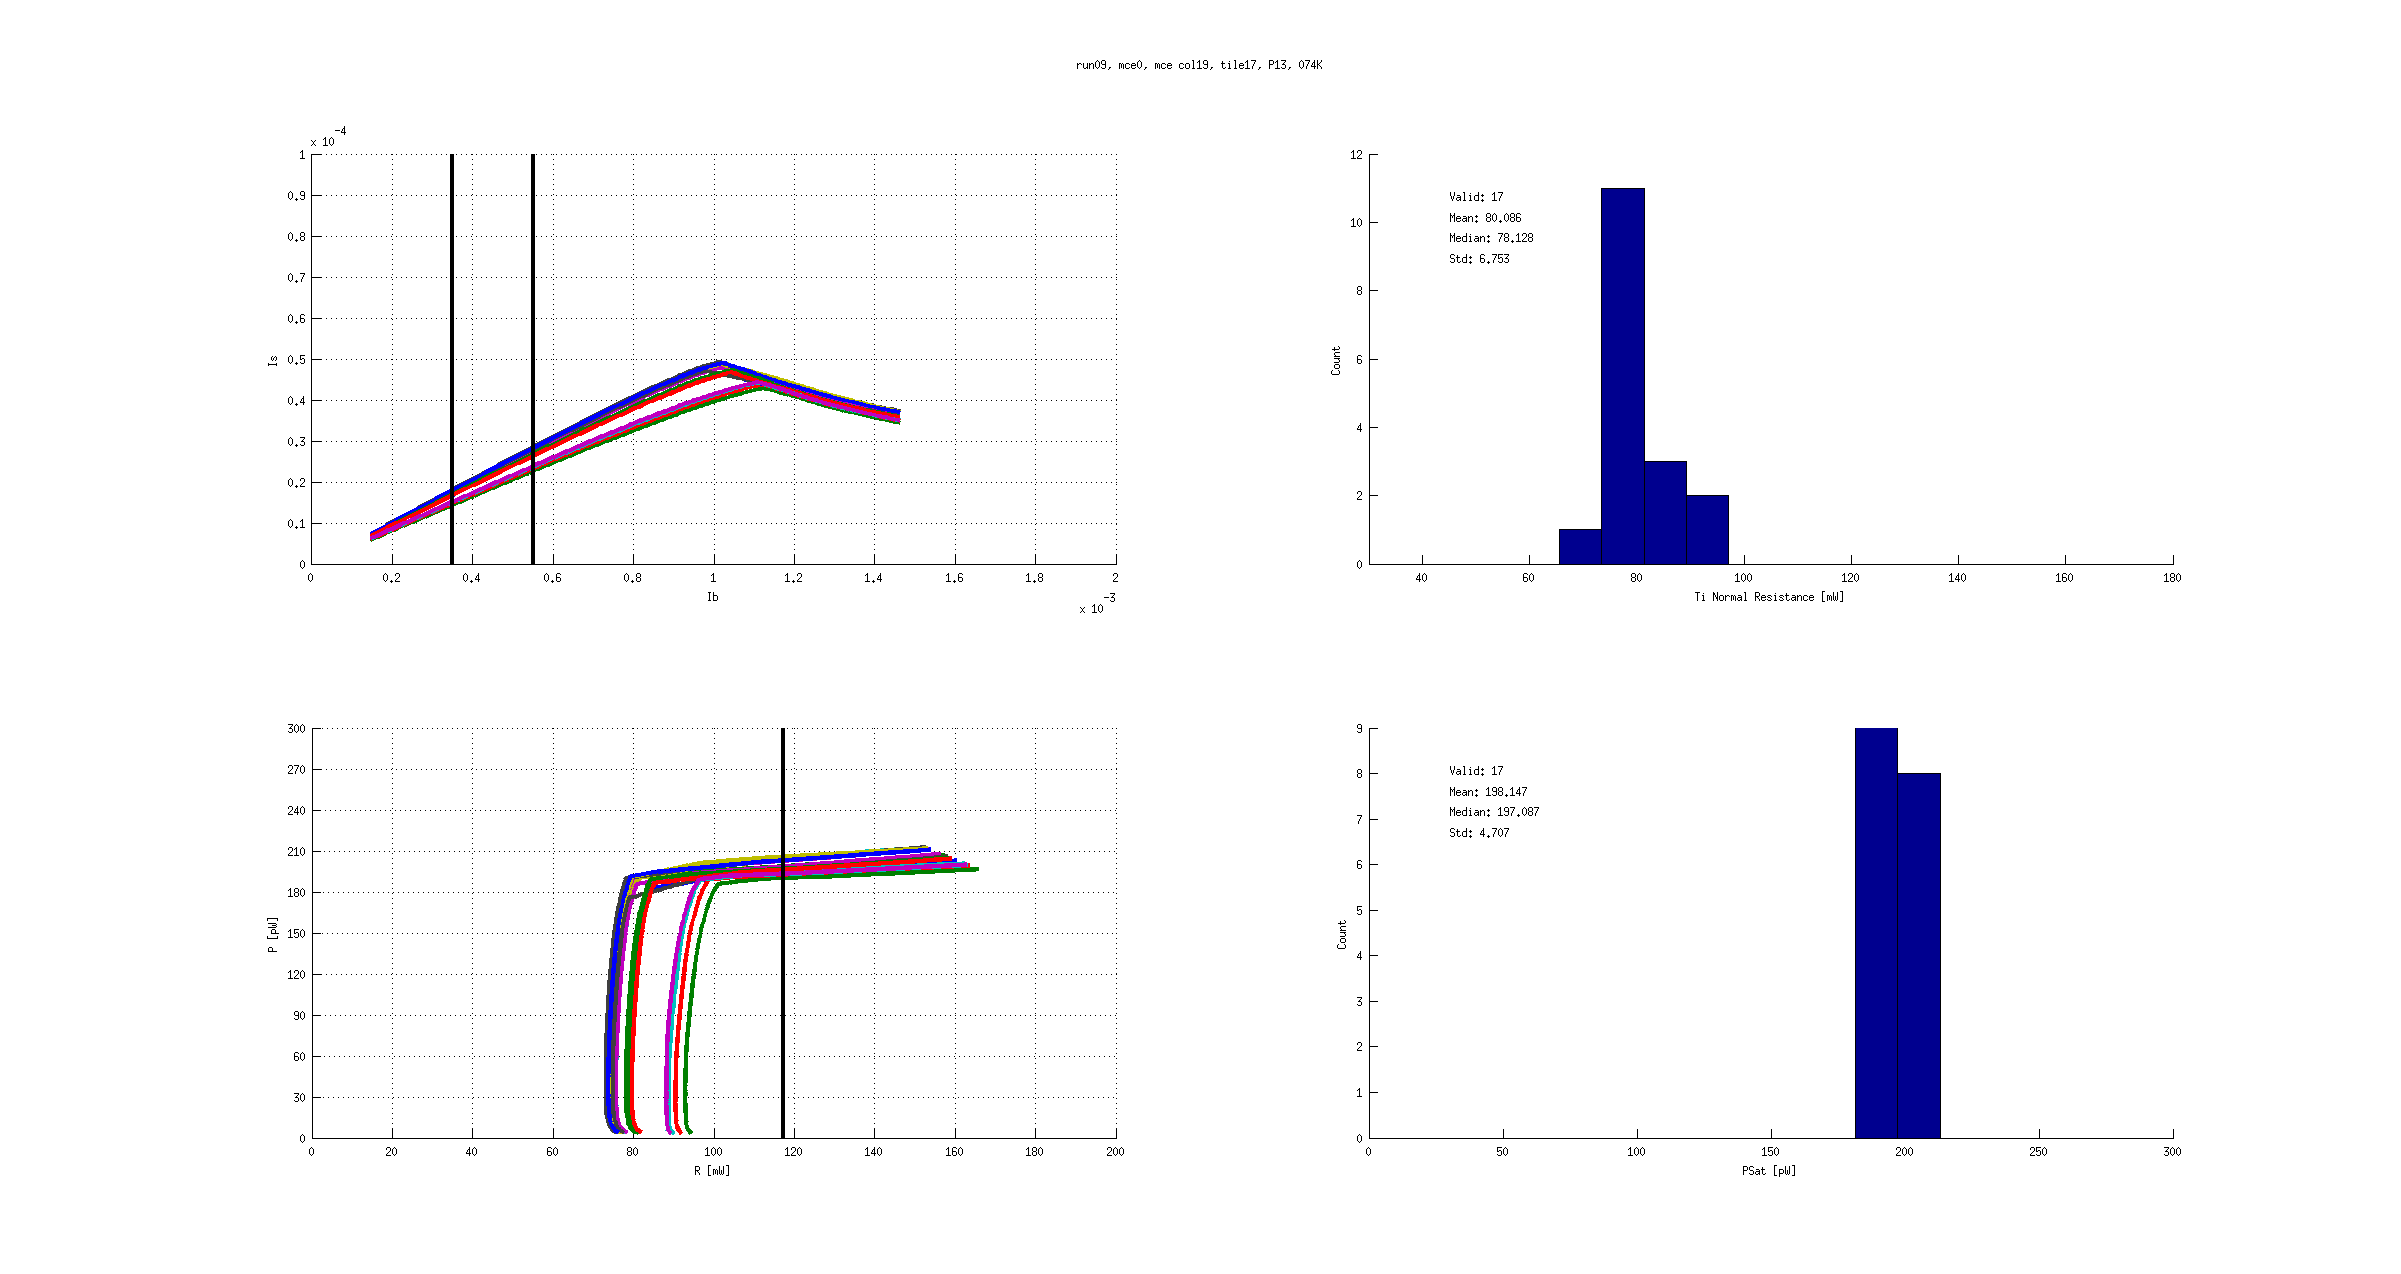 run09, mce0, mce col19, tile17, P13, 074K
x 10 -4
1
0.9
0.8
0.7
0.6
0.5
0.4
0.3
0.2
0.1
0
Is
0 0.2 0.4 0.6 0.8 1 1.2 1.4 1.6 1.8 2
Ib
x 10 -3
12
10
8
6
4
2
0
Count
Valid: 17
Mean: 80.086
Median: 78.128
Std: 6.753
40 60 80 100 120 140 160 180
Ti Normal Resistance [mW]
300
270
240
210
180
150
120
90
60
30
0
P [pW]
0 20 40 60 80 100 120 140 160 180 200
R [mW]
9
8
7
6
5
4
3
2
1
0
Count
Valid: 17
Mean: 198.147
Median: 197.087
Std: 4.707
0 50 100 150 200 250 300
PSat [pW]